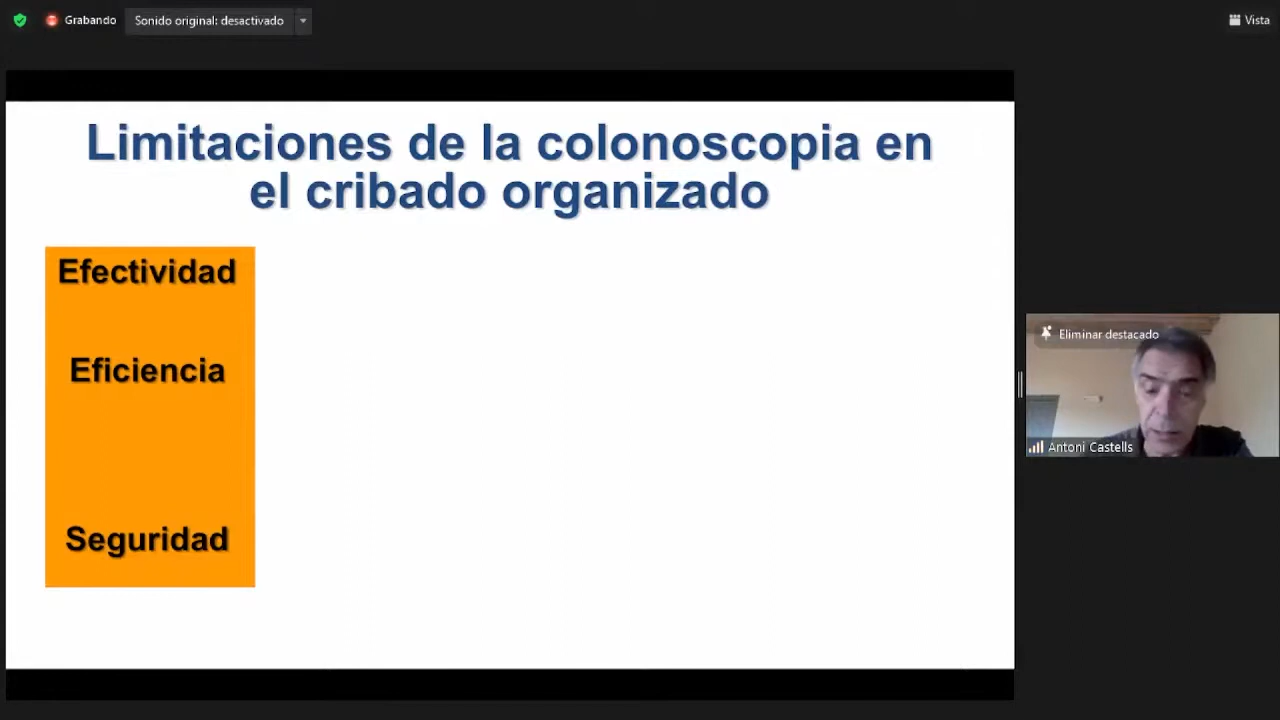 Grabando
Sonido original: desactivado
Vista
Limitaciones de la colonoscopia en
el cribado organizado
Efectividad
Eficiencia
Seguridad
Eliminar destacado
Antoni Castells